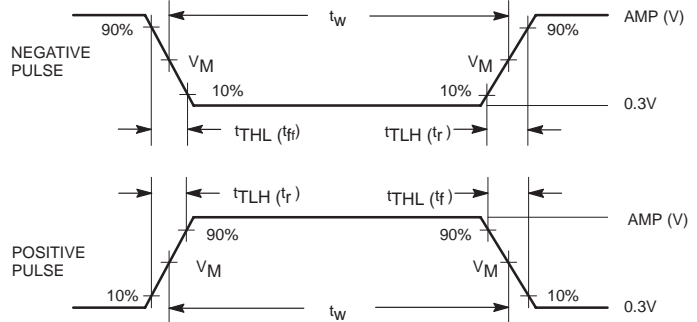 tW AMP (V)
90% 90%
NEGATIVE
PULSE
VM VM
10% 10%
0.3V
tTHL (tff) tTLH (tr)
tTLH (tr) tTHL (tf)
AMP (V)
90% 90%
POSITIVE
PULSE
VM VM
10% 10%
tW 0.3V